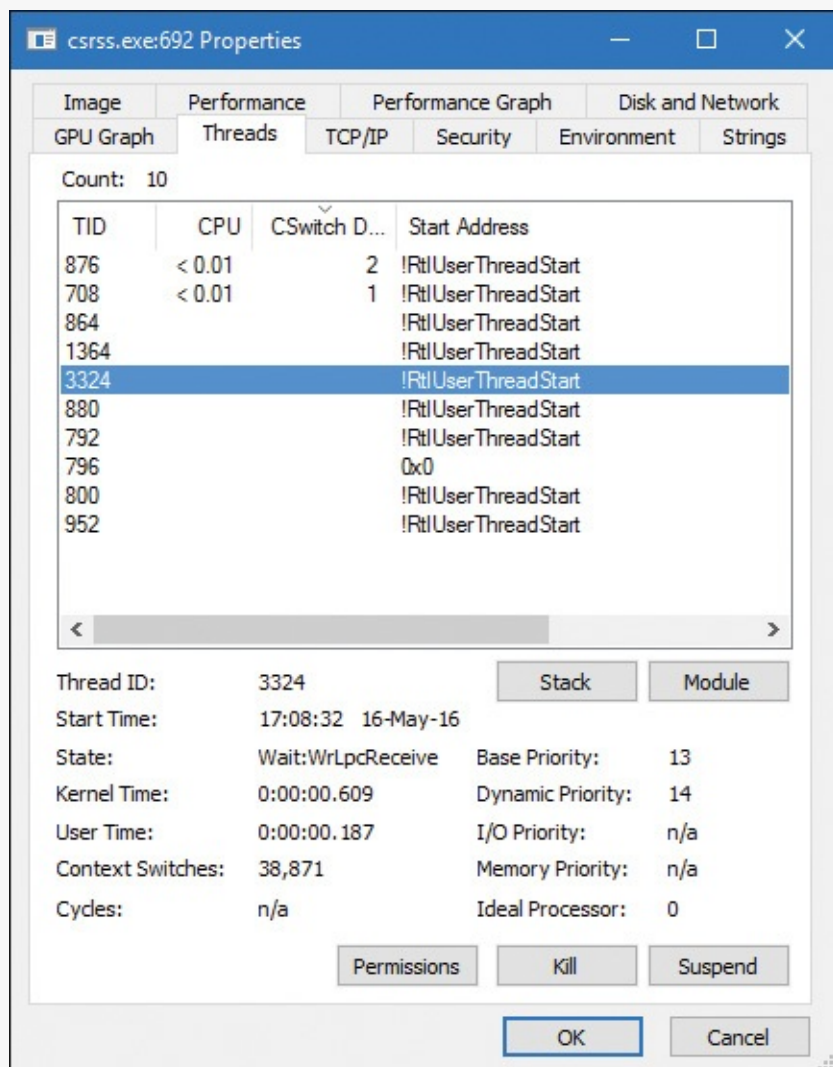 csrss.exe:692 Properties
Image Performance Performance Graph Disk and Network
GPU Graph Threads TCP/IP Security Environment Strings
Count: 10
TID CPU CSwitch D... Start Address
876 < 0.01 2 !RtlUserThreadStart
708 < 0.01 1 !RtlUserThreadStart
864 !RtlUserThreadStart
1364 !RtlUserThreadStart
3324 !RtlUserThreadStart
880 !RtlUserThreadStart
792 !RtlUserThreadStart
796 0x0
800 !RtlUserThreadStart
952 !RtlUserThreadStart
Thread ID: 3324 Stack Module
Start Time: 17:08:32 16-May-16
State: Wait:WrLpcReceive Base Priority: 13
Kernel Time: 0:00:00.609 Dynamic Priority: 14
User Time: 0:00:00.187 I/O Priority: n/a
Context Switches: 38,871 Memory Priority: n/a
Cycles: n/a Ideal Processor: 0
Permissions Kill Suspend
OK Cancel